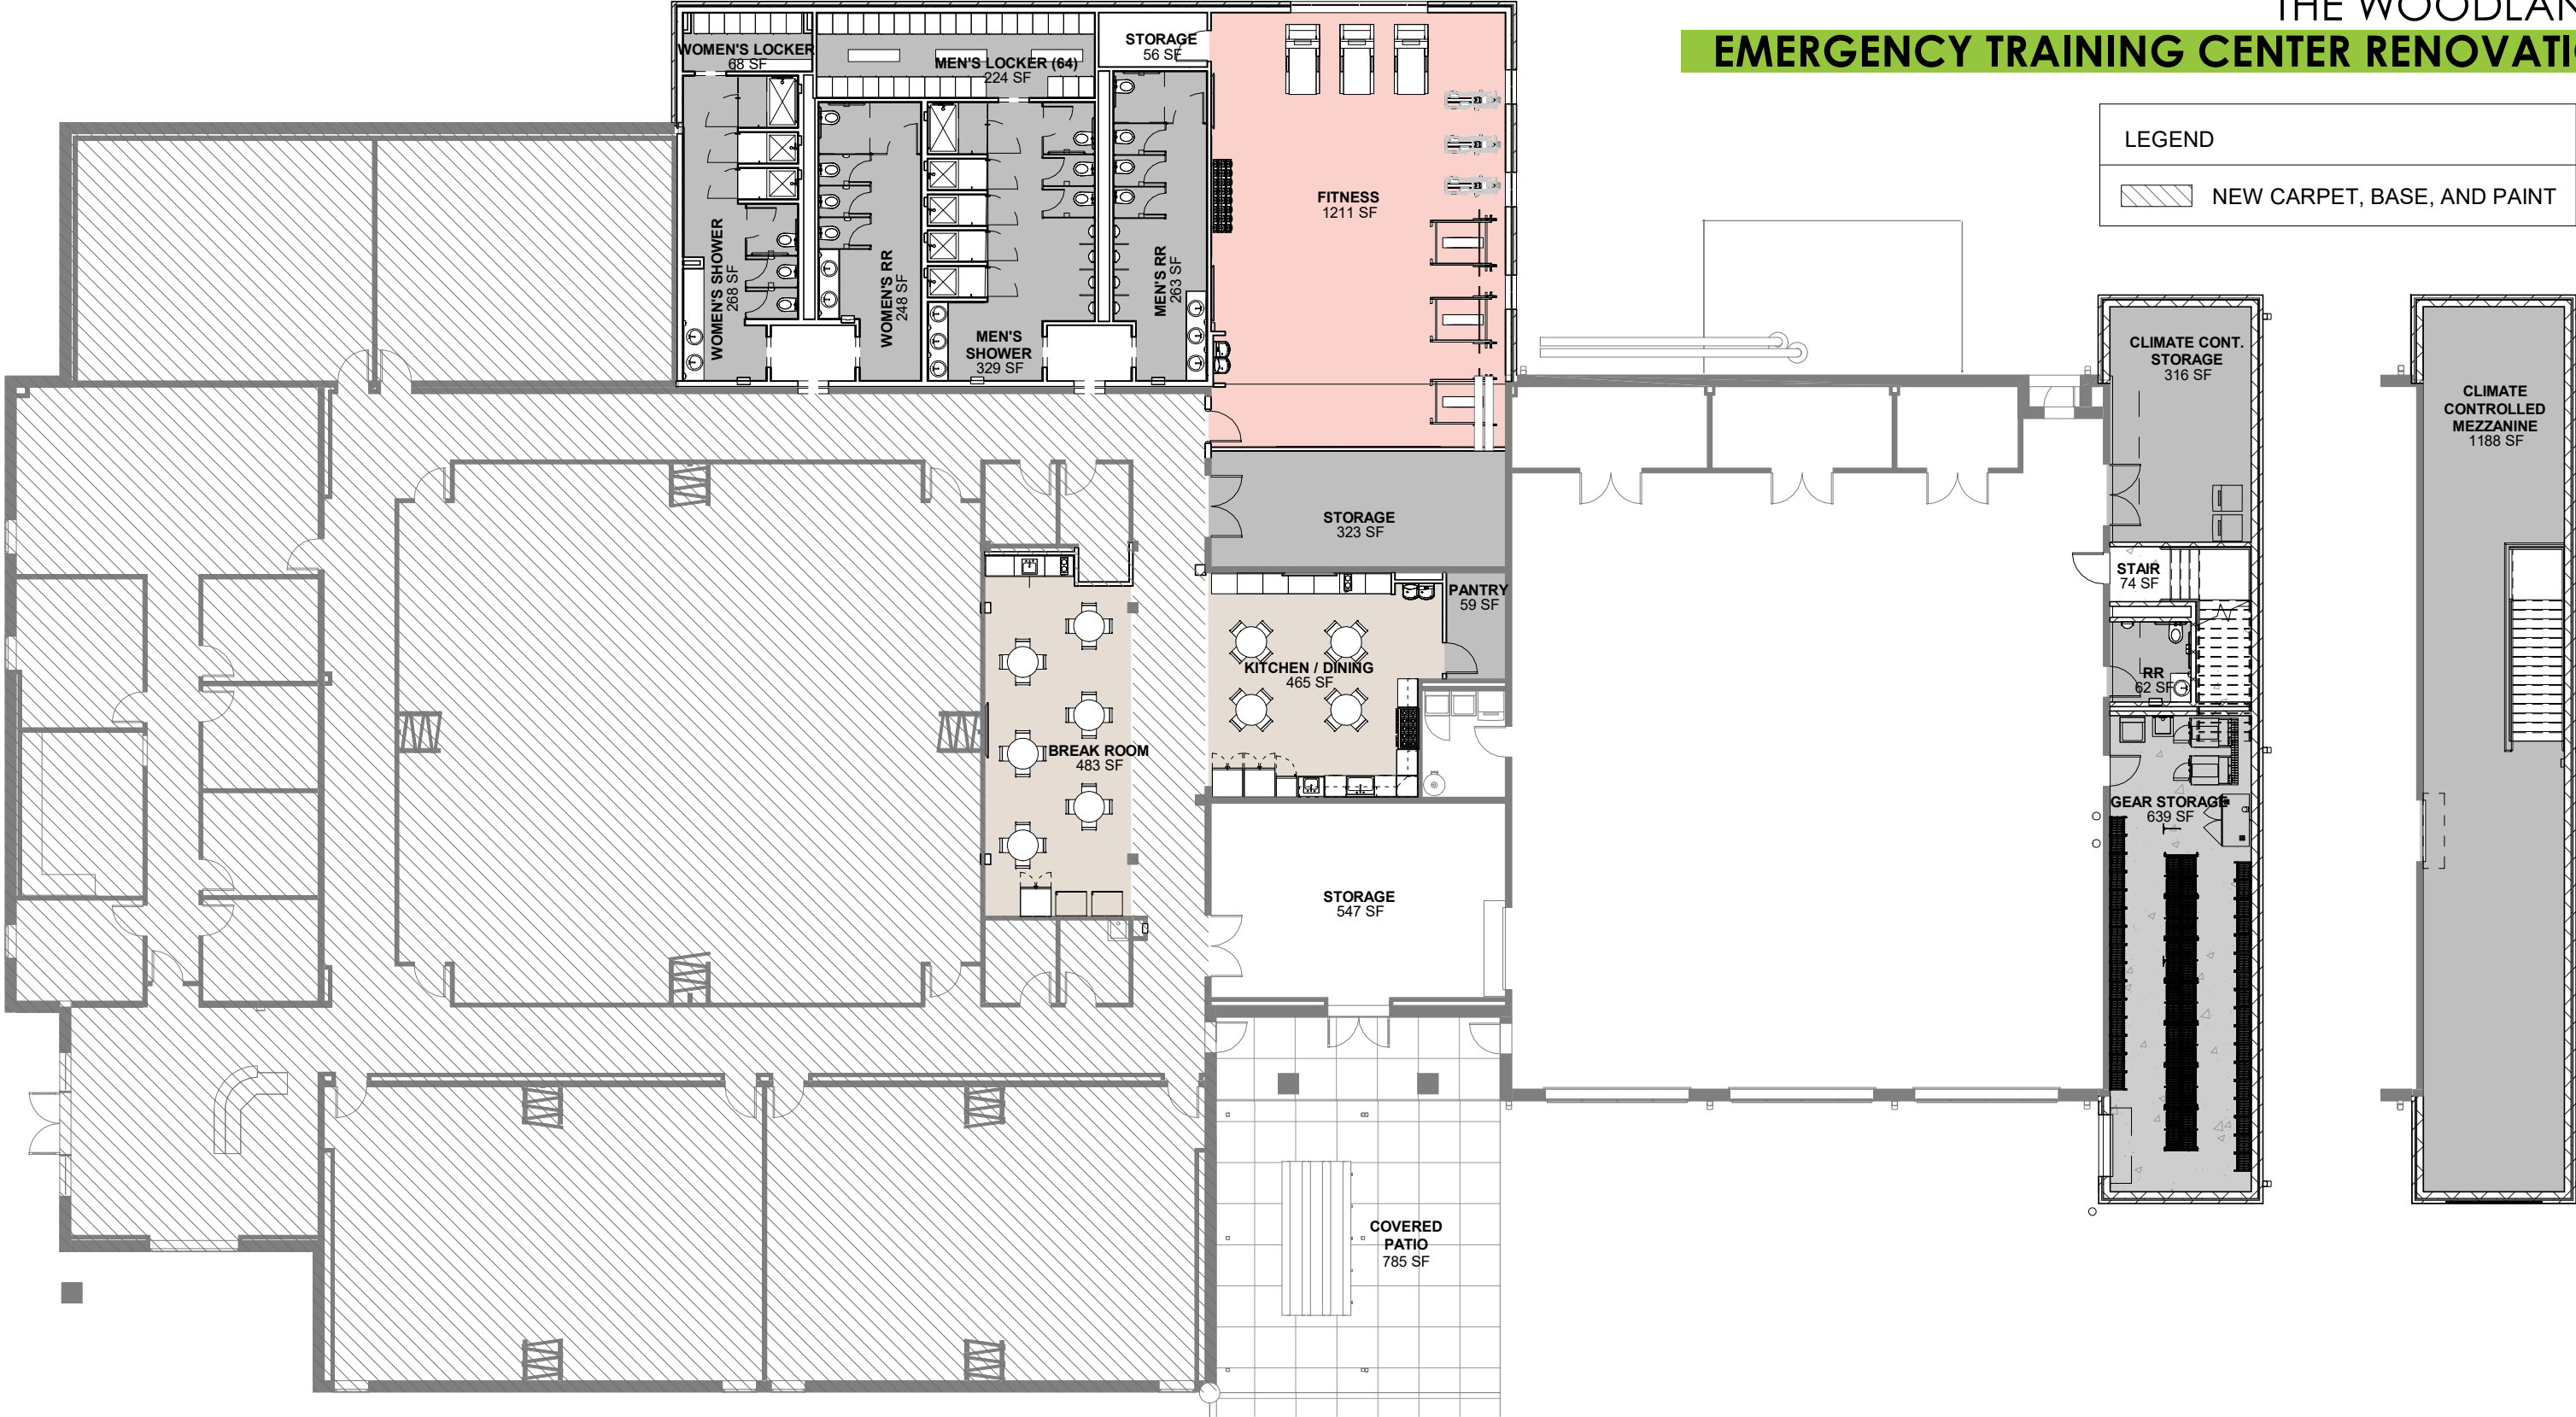 THE WOODLAN
EMERGENCY TRAINING CENTER RENOVATI
LEGEND
NEW CARPET, BASE, AND PAINT
WOMEN'S LOCKER
68 SF
MEN'S LOCKER (64)
224 SF
STORAGE
56 SF
FITNESS
1211 SF
WOMEN'S SHOWER
268 SF
WOMEN'S RR
248 SF
MEN'S
SHOWER
329 SF
MEN'S RR
263 SF
CLIMATE CONT.
STORAGE
316 SF
CLIMATE
CONTROLLED
MEZZANINE
1188 SF
STORAGE
323 SF
STAIR
74 SF
PANTRY
59 SF
KITCHEN / DINING
465 SF
RR
62 SF
BREAK ROOM
483 SF
GEAR STORAGE
639 SF
STORAGE
547 SF
COVERED
PATIO
785 SF